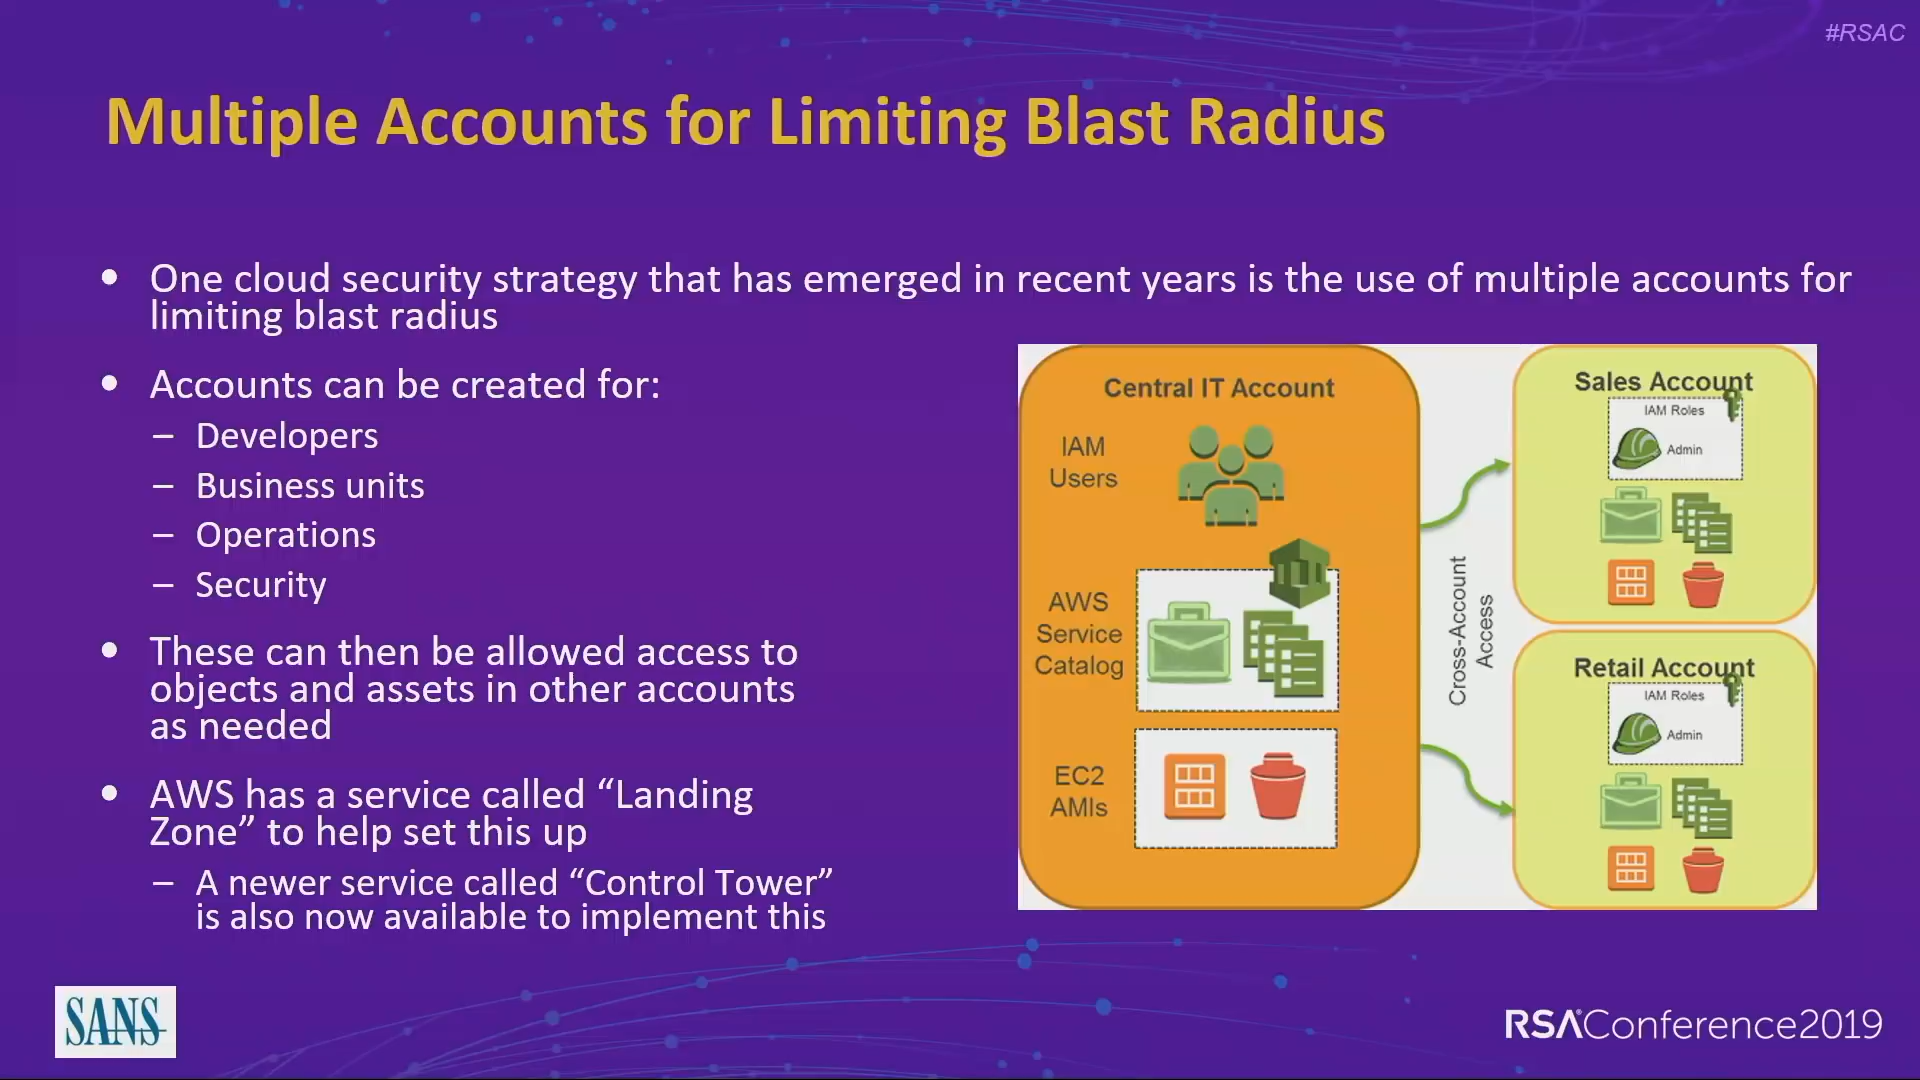 #RSAC
Multiple Accounts for Limiting Blast Radius
• One cloud security strategy that has emerged in recent years is the use of multiple accounts for
limiting blast radius
• Accounts can be created for:
– Developers
– Business units
– Operations
– Security
• These can then be allowed access to
objects and assets in other accounts
as needed
• AWS has a service called “Landing
Zone” to help set this up
– A newer service called “Control Tower”
is also now available to implement this
Central IT Account
IAM
Users
AWS
Service
Catalog
EC2
AMIs
Cross-Account
Access
Sales Account
IAM Roles
Admin
Retail Account
IAM Roles
Admin
SANS
RSAConference2019